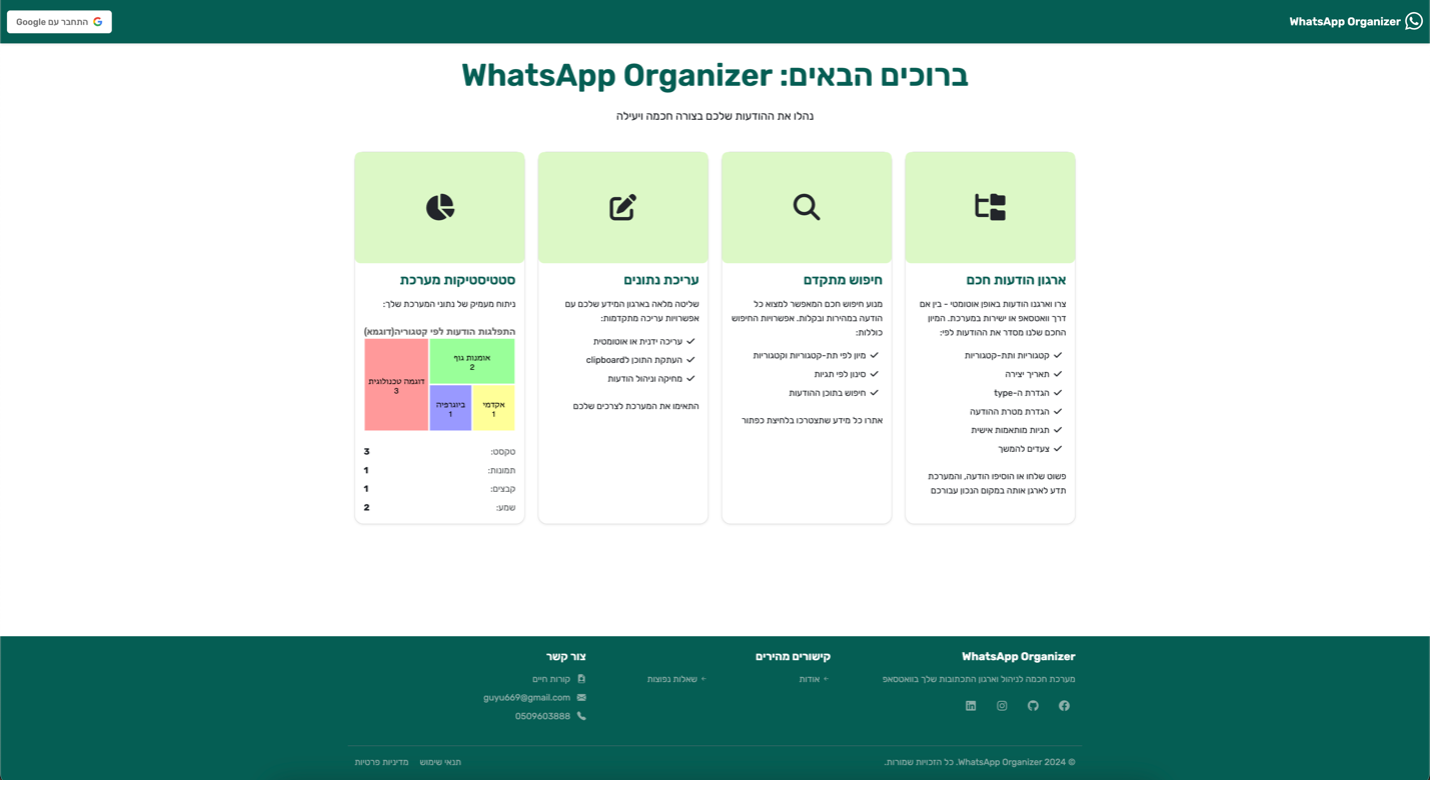 WhatsApp Organizer
התחבר עם Google
ברוכים הבאים: WhatsApp Organizer
נהלו את ההודעות שלכם בצורה חכמה ויעילה
ארגון הודעות חכם
צרו וארגנו הודעות באופן אוטומטי - בין אם
דרך וואטסאפ או ישירות במערכת. המיון
החכם שלנו מסדר את ההודעות לפי:
קטגוריות ותת-קטגוריות
תאריך יצירה
הגדרת ה-type
הגדרת מטרת ההודעה
תגיות מותאמות אישית
צעדים להמשך
פשוט שלחו או הוסיפו הודעה, והמערכת
תדע לארגן אותה במקום הנכון עבורכם
חיפוש מתקדם
מנוע חיפוש חכם המאפשר למצוא כל
הודעה במהירות ובקלות. אפשרויות החיפוש
כוללות:
מיון לפי תת-קטגוריות וקטגוריות
סינון לפי תגיות
חיפוש בתוכן ההודעות
אתרו כל מידע שתצטרכו בלחיצת כפתור
עריכת נתונים
שליטה מלאה בארגון המידע שלכם עם
אפשרויות עריכה מתקדמות:
עריכה ידנית או אוטומטית
העתקת התוכן לclipboard
מחיקה וניהול הודעות
התאימו את המערכת לצרכים שלכם
סטטיסטיקות מערכת
ניתוח מעמיק של נתוני המערכת שלך:
התפלגות הודעות לפי קטגוריה(דוגמא)
אומנות גוף
2
דוגמה טכנולוגית
3
אקדמי
1
ביוגרפיה
1
טקסט: 3
תמונות: 1
קבצים: 1
שמע: 2
WhatsApp Organizer
מערכת חכמה לניהול וארגון התכתובות שלך בוואטסאפ
קישורים מהירים
אודות
שאלות נפוצות
צור קשר
קורות חיים
guyu669@gmail.com
0509603888
© 2024 WhatsApp Organizer. כל הזכויות שמורות.
תנאי שימוש
מדיניות פרטיות